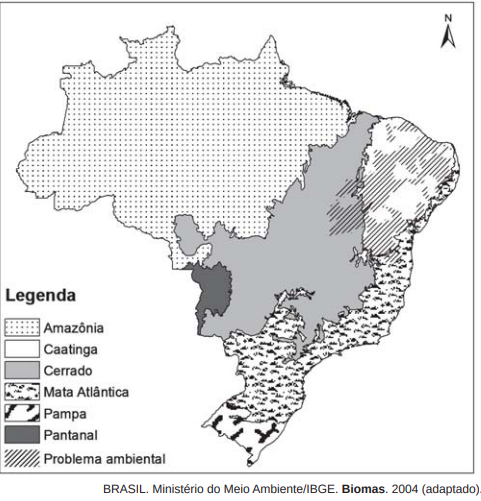 N
Legenda
Amazônia
Caatinga
Cerrado
Mata Atlântica
Pampa
Pantanal
Problema ambiental
BRASIL. Ministério do Meio Ambiente/IBGE. Biomas. 2004 (adaptado).